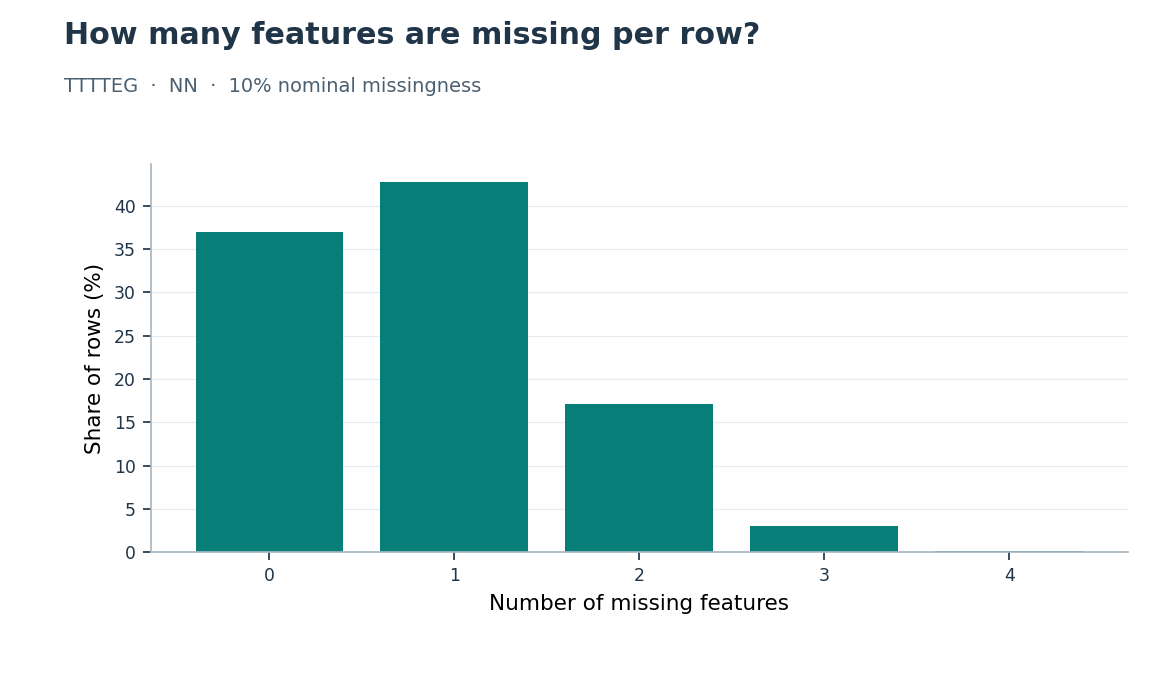 How many features are missing per row?
TTTTEG · NN · 10% nominal missingness
Share of rows (%)
40
35
30
25
20
15
10
5
0
0 1 2 3 4
Number of missing features